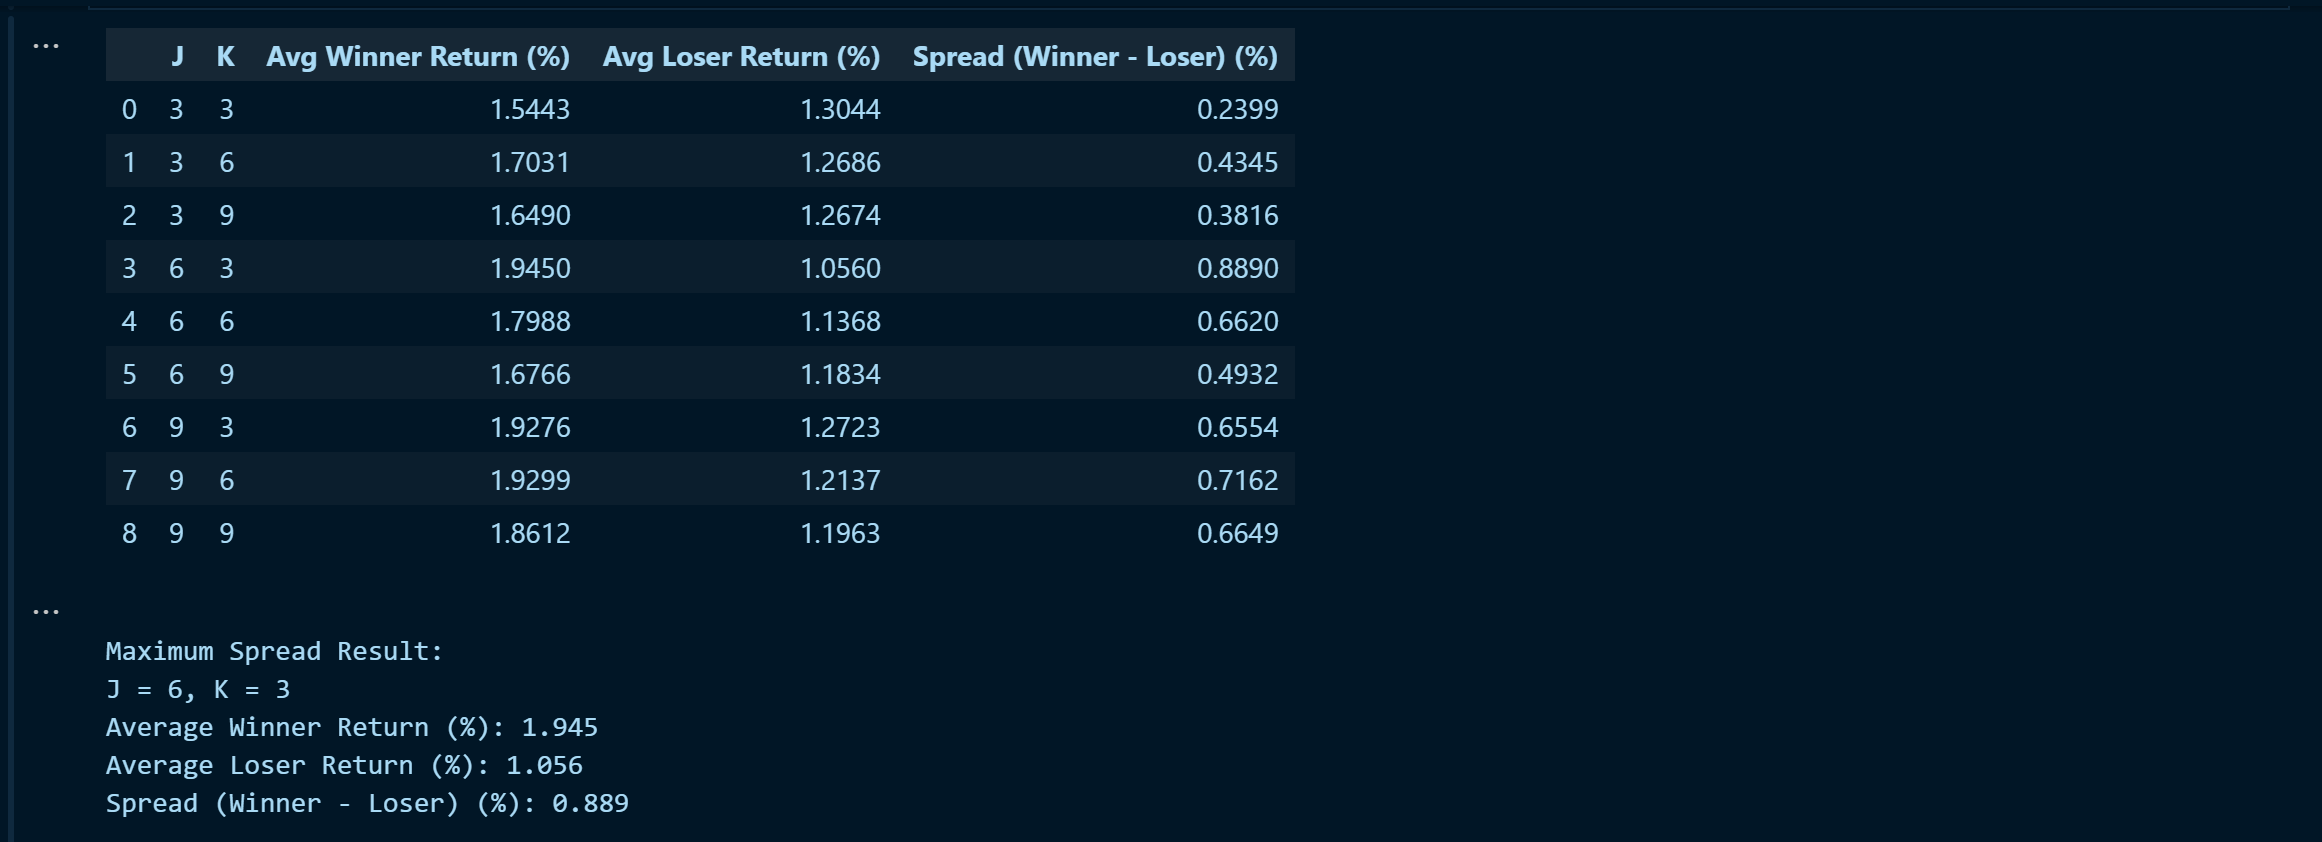 ...
J K Avg Winner Return (%) Avg Loser Return (%) Spread (Winner - Loser) (%)
0 3 3 1.5443 1.3044 0.2399
1 3 6 1.7031 1.2686 0.4345
2 3 9 1.6490 1.2674 0.3816
3 6 3 1.9450 1.0560 0.8890
4 6 6 1.7988 1.1368 0.6620
5 6 9 1.6766 1.1834 0.4932
6 9 3 1.9276 1.2723 0.6554
7 9 6 1.9299 1.2137 0.7162
8 9 9 1.8612 1.1963 0.6649
...
Maximum Spread Result:
J = 6, K = 3
Average Winner Return (%): 1.945
Average Loser Return (%): 1.056
Spread (Winner - Loser) (%): 0.889